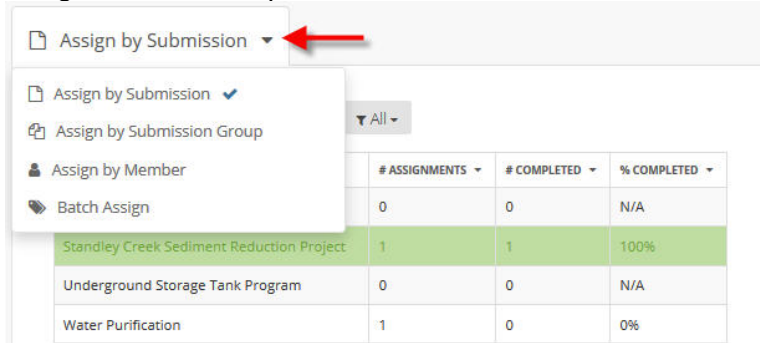 Assign by Submission
Assign by Submission
Assign by Submission Group
All
Assign by Member
# ASSIGNMENTS # COMPLETED % COMPLETED
Batch Assign
0 0 N/A
Standley Creek Sediment Reduction Project 1 1 100%
Underground Storage Tank Program 0 0 N/A
Water Purification 1 0 0%